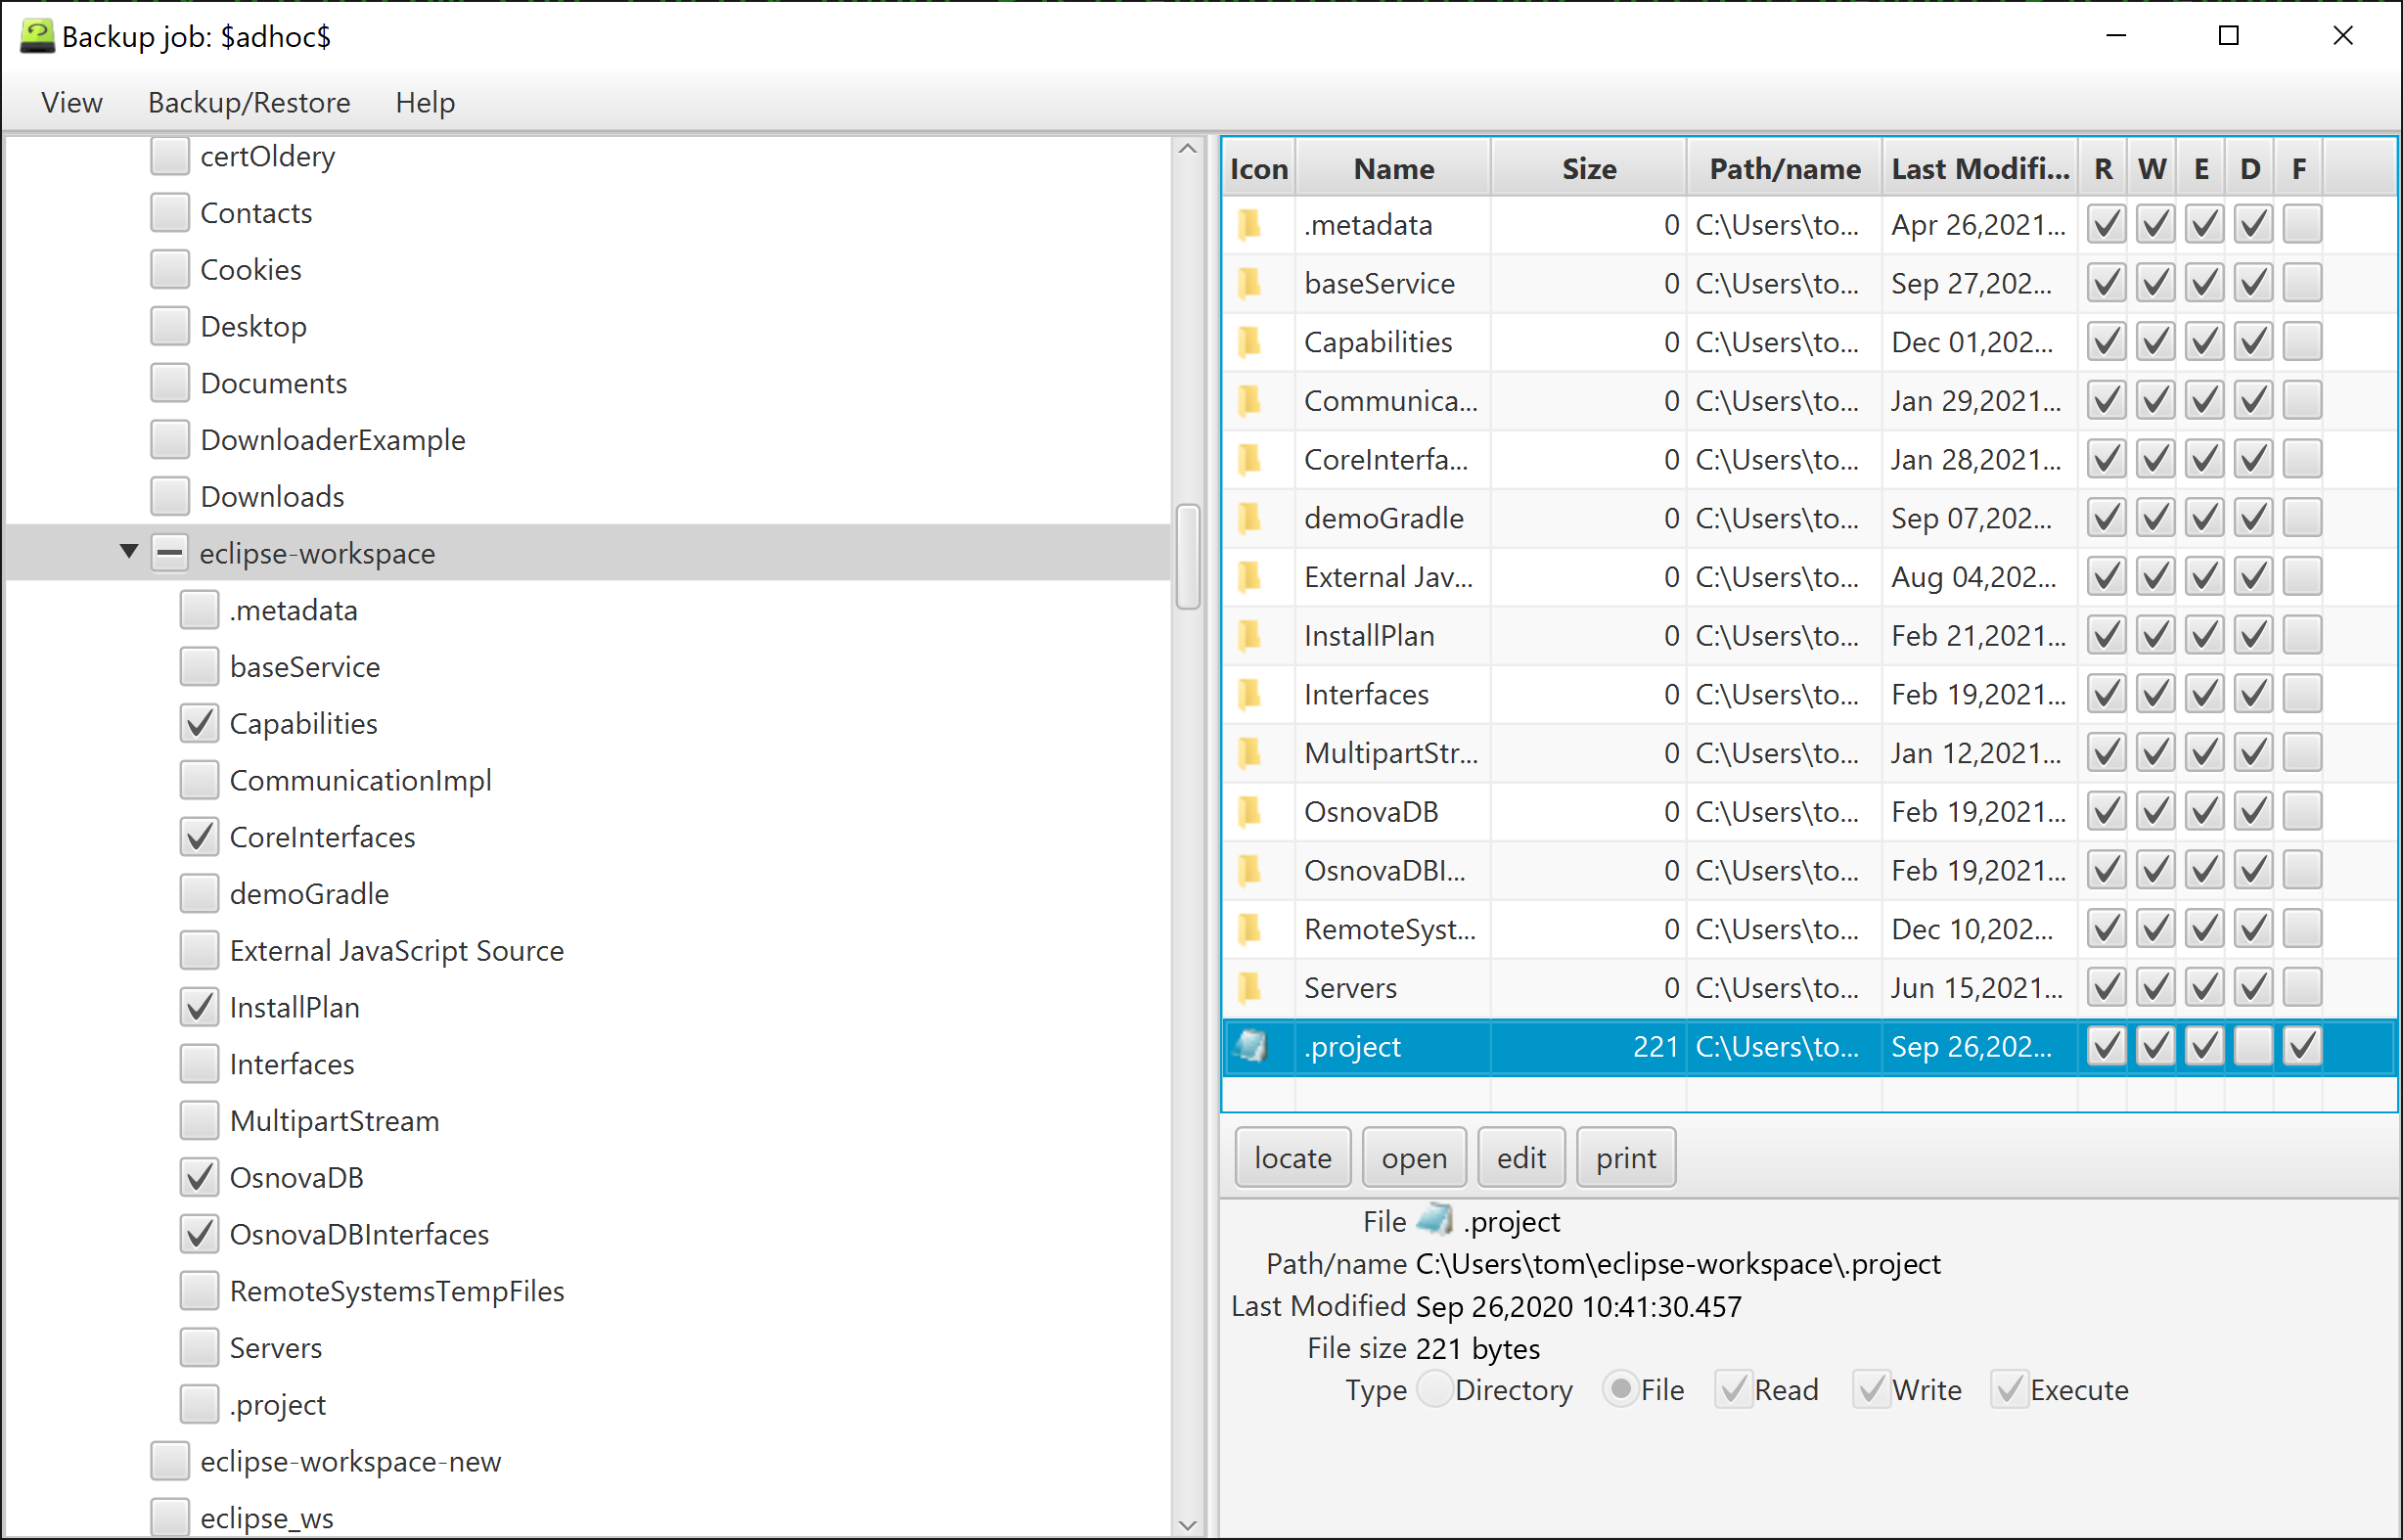 Backup job: $adhoc$
View Backup/Restore Help
certOldery
Contacts
Cookies
Desktop
Documents
DownloaderExample
Downloads
eclipse-workspace
.metadata
baseService
Capabilities
CommunicationImpl
CoreInterfaces
demoGradle
External JavaScript Source
InstallPlan
Interfaces
MultipartStream
OsnovaDB
OsnovaDBInterfaces
RemoteSystemsTempFiles
Servers
.project
eclipse-workspace-new
eclipse_ws
Icon Name Size Path/name Last Modifi... R W E D F
.metadata 0 C:\Users\to... Apr 26,2021...
baseService 0 C:\Users\to... Sep 27,202...
Capabilities 0 C:\Users\to... Dec 01,202...
Communica... 0 C:\Users\to... Jan 29,2021...
CoreInterfa... 0 C:\Users\to... Jan 28,2021...
demoGradle 0 C:\Users\to... Sep 07,202...
External Jav... 0 C:\Users\to... Aug 04,202...
InstallPlan 0 C:\Users\to... Feb 21,2021...
Interfaces 0 C:\Users\to... Feb 19,2021...
MultipartStr... 0 C:\Users\to... Jan 12,2021...
OsnovaDB 0 C:\Users\to... Feb 19,2021...
OsnovaDBI... 0 C:\Users\to... Feb 19,2021...
RemoteSyst... 0 C:\Users\to... Dec 10,202...
Servers 0 C:\Users\to... Jun 15,2021...
.project 221 C:\Users\to... Sep 26,202...
locate open edit print
File .project
Path/name C:\Users\tom\eclipse-workspace\.project
Last Modified Sep 26,2020 10:41:30.457
File size 221 bytes
Type Directory File Read Write Execute